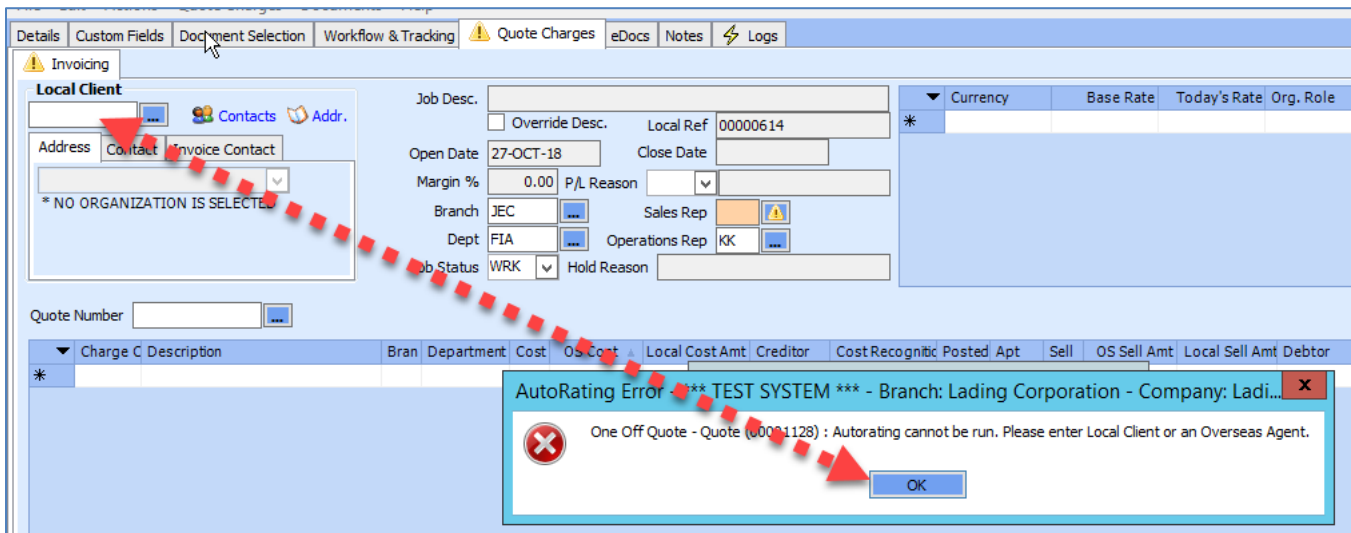 Details Custom Fields Document Selection Workflow & Tracking Quote Charges eDocs Notes Logs
Invoicing
Local Client
... Contacts Addr.
Address Contact Invoice Contact
* NO ORGANIZATION IS SELECTED
Job Desc.
Override Desc. Local Ref 00000614
Open Date 27-OCT-18 Close Date
Margin % 0.00 P/L Reason
Branch JEC ... Sales Rep
Dept FIA ... Operations Rep KK ...
Job Status WRK Hold Reason
Currency Base Rate Today's Rate Org. Role
*
Quote Number ...
Charge C Description Bran Department Cost OS Cost Local Cost Amt Creditor Cost Recognitic Posted Apt Sell OS Sell Amt Local Sell Amt Debtor
*
AutoRating Error - *** TEST SYSTEM *** - Branch: Lading Corporation - Company: Ladi... x
One Off Quote - Quote (00001128) : Autorating cannot be run. Please enter Local Client or an Overseas Agent.
OK